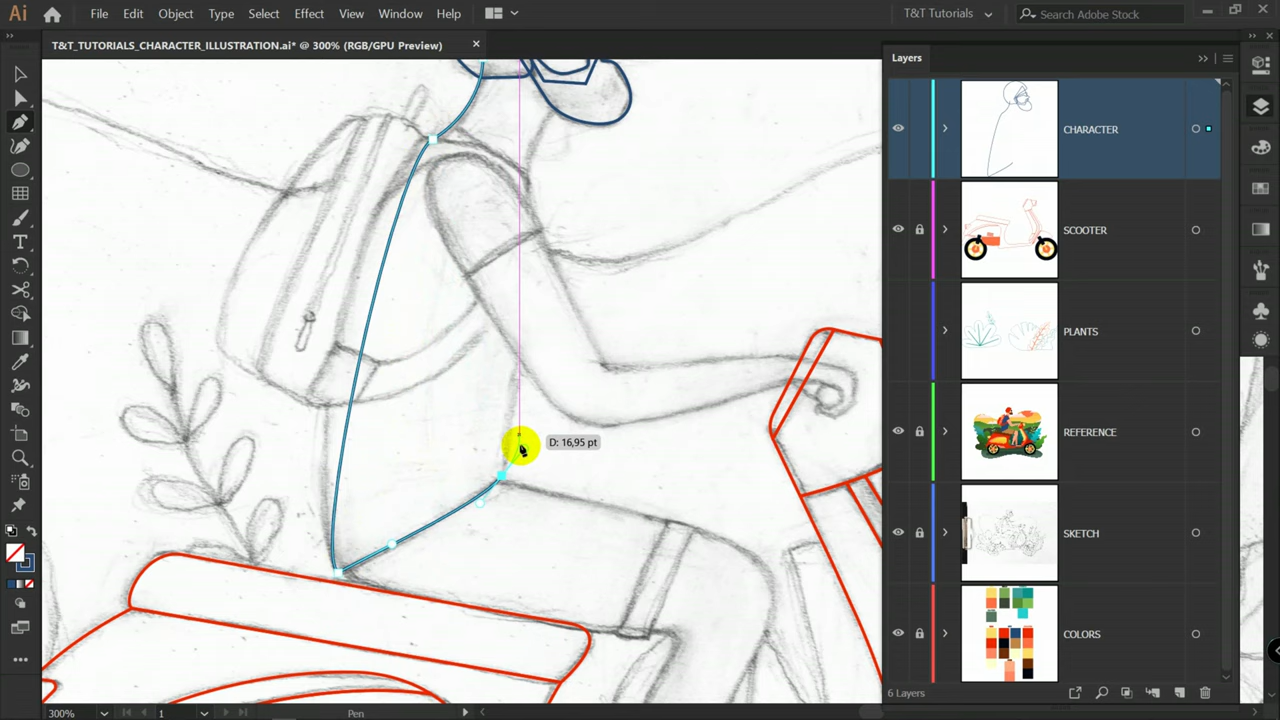 Ai File Edit Object Type Select Effect View Window Help T&T Tutorials Search Adobe Stock
T&T_TUTORIALS_CHARACTER_ILLUSTRATION.ai* @ 300% (RGB/GPU Preview)
Layers
CHARACTER
SCOOTER
PLANTS
REFERENCE
SKETCH
COLORS
D: 16,95 pt
6 Layers
300% 1 Pen